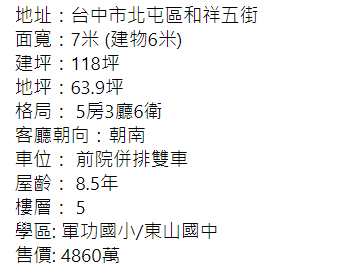 地址：台中市北屯區和祥五街
面寬：7米 (建物6米)
建坪：118坪
地坪：63.9坪
格局： 5房3廳6衛
客廳朝向：朝南
車位： 前院併排雙車
屋齡： 8.5年
樓層： 5
學區: 軍功國小/東山國中
售價: 4860萬